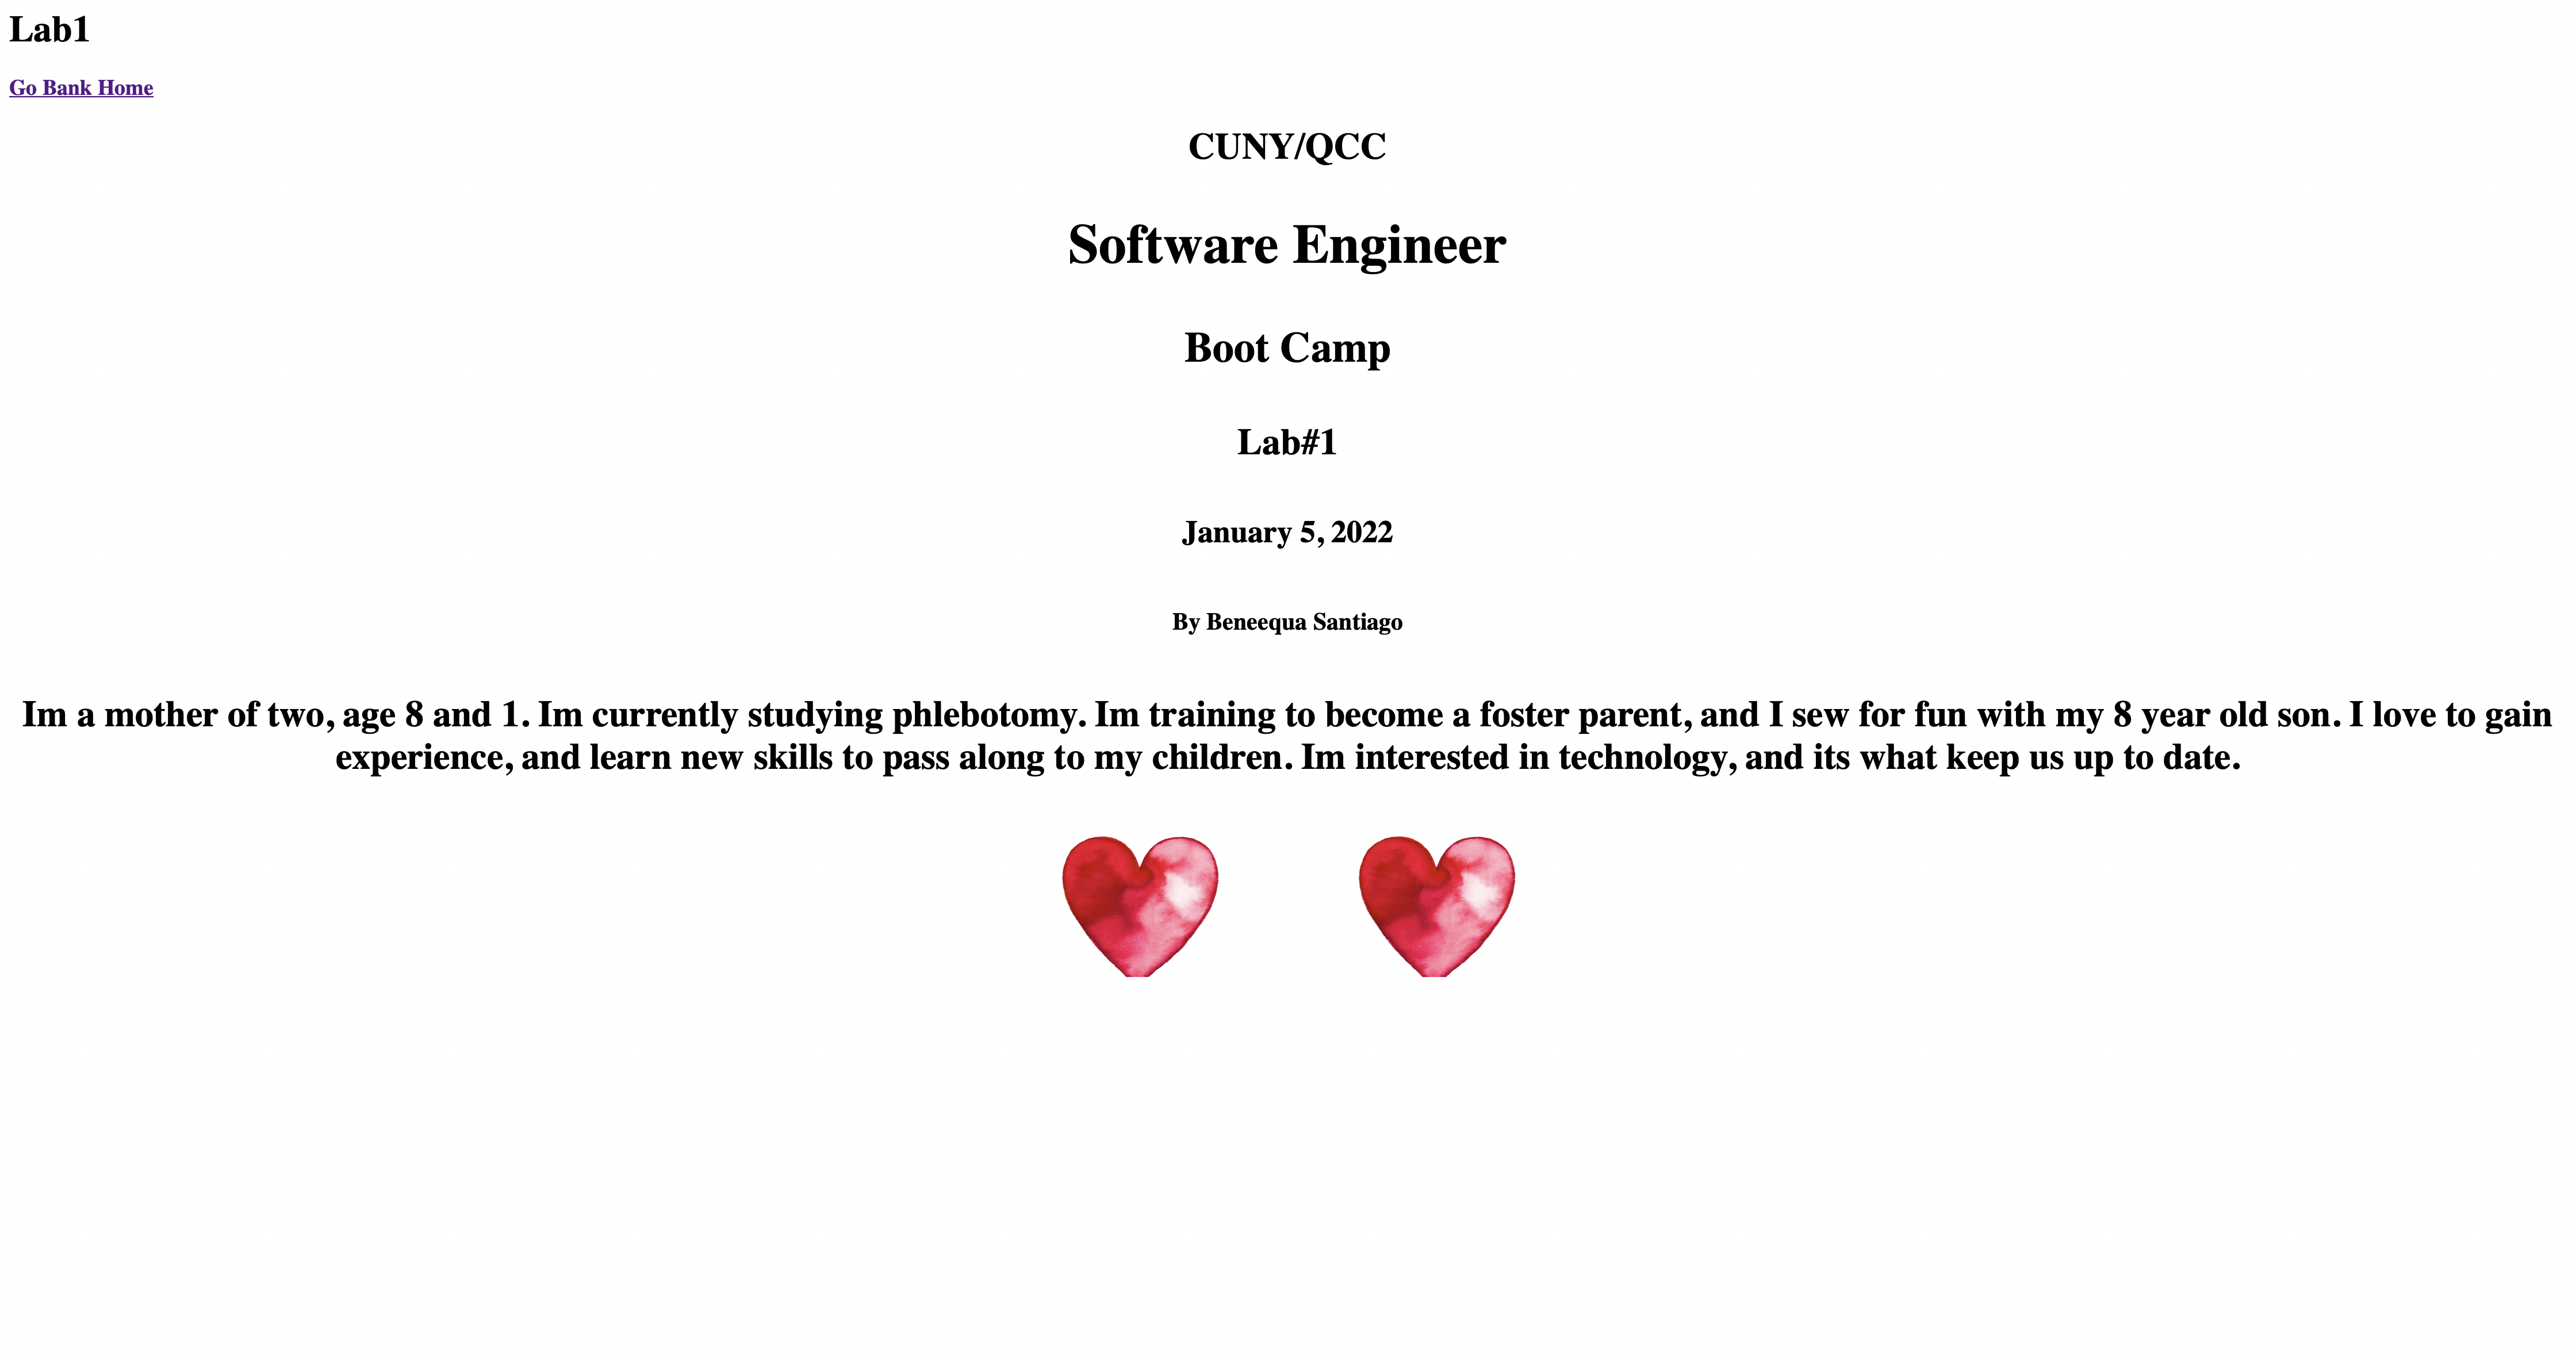 Lab1
Go Bank Home
CUNY/QCC
Software Engineer
Boot Camp
Lab#1
January 5, 2022
By Beneequa Santiago
Im a mother of two, age 8 and 1. Im currently studying phlebotomy. Im training to become a foster parent, and I sew for fun with my 8 year old son. I love to gain
experience, and learn new skills to pass along to my children. Im interested in technology, and its what keep us up to date.